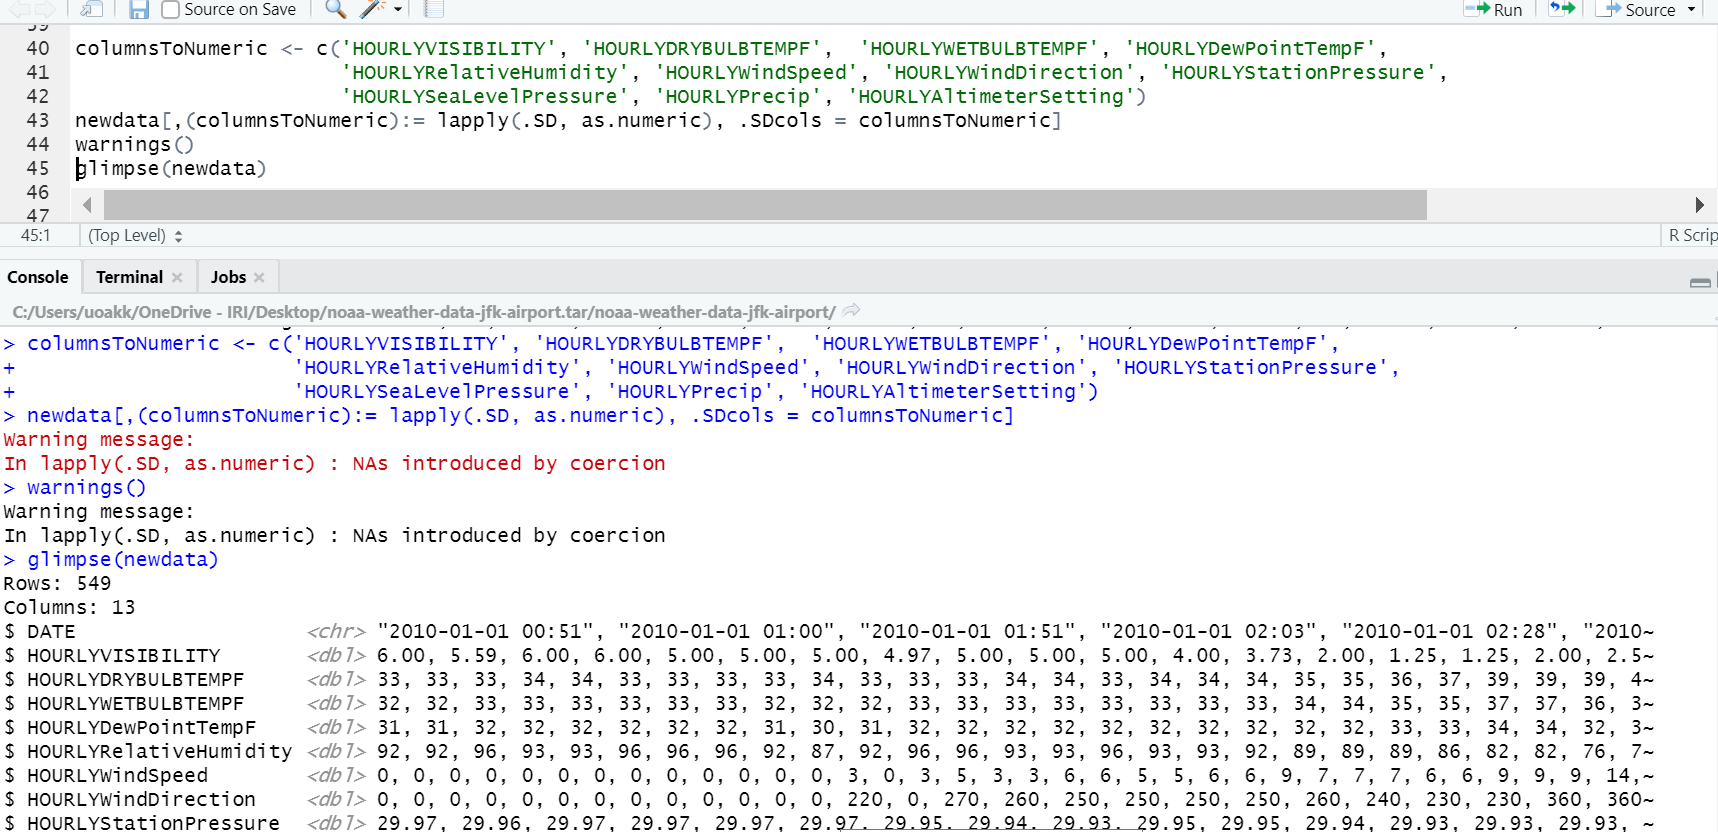 Source on Save
Run
Source
39
40 columnsToNumeric <- c('HOURLYVISIBILITY', 'HOURLYDRYBULBTEMPF',  'HOURLYWETBULBTEMPF', 'HOURLYDewPointTempF',
41 'HOURLYRelativeHumidity', 'HOURLYWindSpeed', 'HOURLYWindDirection', 'HOURLYStationPressure',
42 'HOURLYSeaLevelPressure', 'HOURLYPrecip', 'HOURLYAltimeterSetting')
43 newdata[,(columnsToNumeric):= lapply(.SD, as.numeric), .SDcols = columnsToNumeric]
44 warnings()
45 glimpse(newdata)
46
47
45:1 (Top Level) R Scrip
Console Terminal Jobs
C:/Users/uoakk/OneDrive - IRI/Desktop/noaa-weather-data-jfk-airport.tar/noaa-weather-data-jfk-airport/
> columnsToNumeric <- c('HOURLYVISIBILITY', 'HOURLYDRYBULBTEMPF',  'HOURLYWETBULBTEMPF', 'HOURLYDewPointTempF',
+ 'HOURLYRelativeHumidity', 'HOURLYWindSpeed', 'HOURLYWindDirection', 'HOURLYStationPressure',
+ 'HOURLYSeaLevelPressure', 'HOURLYPrecip', 'HOURLYAltimeterSetting')
> newdata[,(columnsToNumeric):= lapply(.SD, as.numeric), .SDcols = columnsToNumeric]
Warning message:
In lapply(.SD, as.numeric) : NAs introduced by coercion
> warnings()
Warning message:
In lapply(.SD, as.numeric) : NAs introduced by coercion
> glimpse(newdata)
Rows: 549
Columns: 13
$ DATE <chr> "2010-01-01 00:51", "2010-01-01 01:00", "2010-01-01 01:51", "2010-01-01 02:03", "2010-01-01 02:28", "2010~
$ HOURLYVISIBILITY <dbl> 6.00, 5.59, 6.00, 6.00, 5.00, 5.00, 5.00, 4.97, 5.00, 5.00, 5.00, 4.00, 3.73, 2.00, 1.25, 1.25, 2.00, 2.5~
$ HOURLYDRYBULBTEMPF <dbl> 33, 33, 33, 34, 34, 33, 33, 33, 33, 34, 33, 33, 33, 34, 34, 33, 34, 34, 34, 35, 35, 36, 37, 39, 39, 39, 4~
$ HOURLYWETBULBTEMPF <dbl> 32, 32, 33, 33, 33, 33, 33, 33, 32, 32, 32, 33, 33, 33, 33, 33, 33, 33, 33, 34, 34, 35, 35, 37, 37, 36, 3~
$ HOURLYDewPointTempF <dbl> 31, 31, 32, 32, 32, 32, 32, 32, 31, 30, 31, 32, 32, 32, 32, 32, 32, 32, 32, 32, 32, 33, 33, 34, 34, 32, 3~
$ HOURLYRelativeHumidity <dbl> 92, 92, 96, 93, 93, 96, 96, 96, 92, 87, 92, 96, 96, 93, 93, 96, 93, 93, 92, 89, 89, 89, 86, 82, 82, 76, 7~
$ HOURLYWindSpeed <dbl> 0, 0, 0, 0, 0, 0, 0, 0, 0, 0, 0, 0, 0, 3, 0, 3, 5, 3, 3, 6, 6, 5, 5, 6, 6, 9, 7, 7, 7, 6, 6, 9, 9, 9, 14,~
$ HOURLYWindDirection <dbl> 0, 0, 0, 0, 0, 0, 0, 0, 0, 0, 0, 0, 0, 220, 0, 270, 260, 250, 250, 250, 250, 260, 240, 230, 230, 360, 360~
$ HOURLYStationPressure <dbl> 29.97, 29.96, 29.97, 29.97, 29.97, 29.97, 29.95, 29.94, 29.93, 29.95, 29.95, 29.94, 29.93, 29.93, 29.93, ~